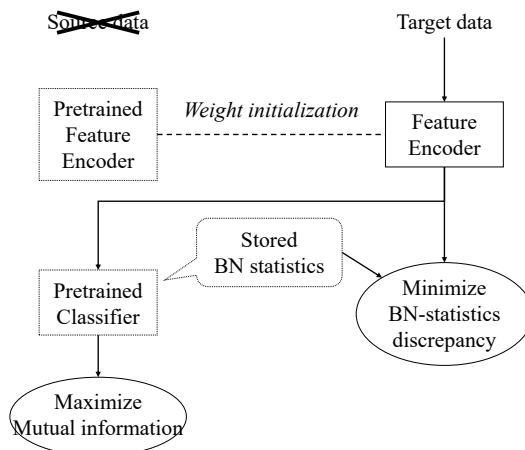 Source data
Target data
Pretrained
Feature
Encoder
Weight initialization
Feature
Encoder
Stored
BN statistics
Pretrained
Classifier
Minimize
BN-statistics
discrepancy
Maximize
Mutual information